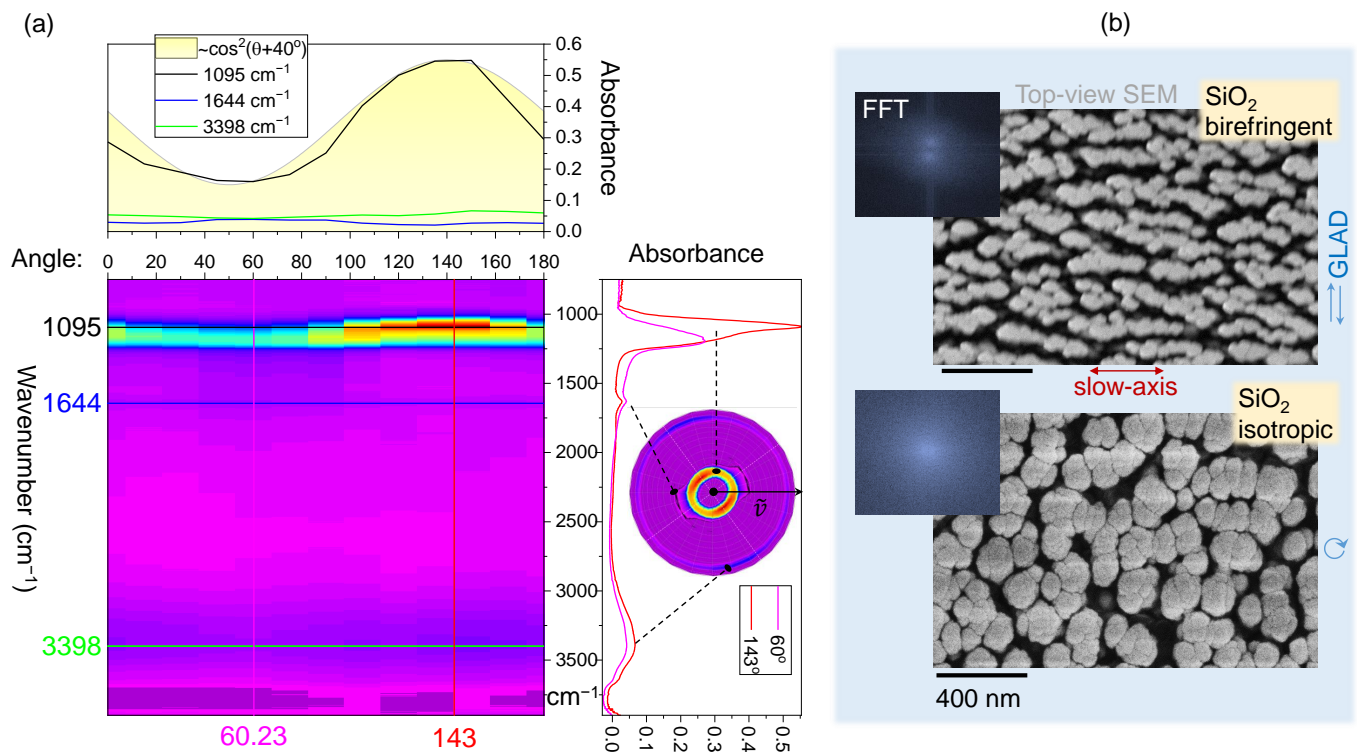 (a)
~cos²(θ+40°)
1095 cm⁻¹
1644 cm⁻¹
3398 cm⁻¹
0.6
0.5
0.4
0.3
0.2
0.1
0.0
Absorbance
Angle:
0 20 40 60 80 100 120 140 160 180
1095
1644
3398
Wavenumber (cm⁻¹)
60.23
143
Absorbance
1000
1500
2000
2500
3000
3500
cm⁻¹
ṽ
60°
143°
0.0 0.1 0.2 0.3 0.4 0.5
(b)
FFT
Top-view SEM
SiO₂
birefringent
GLAD
slow-axis
SiO₂
isotropic
400 nm